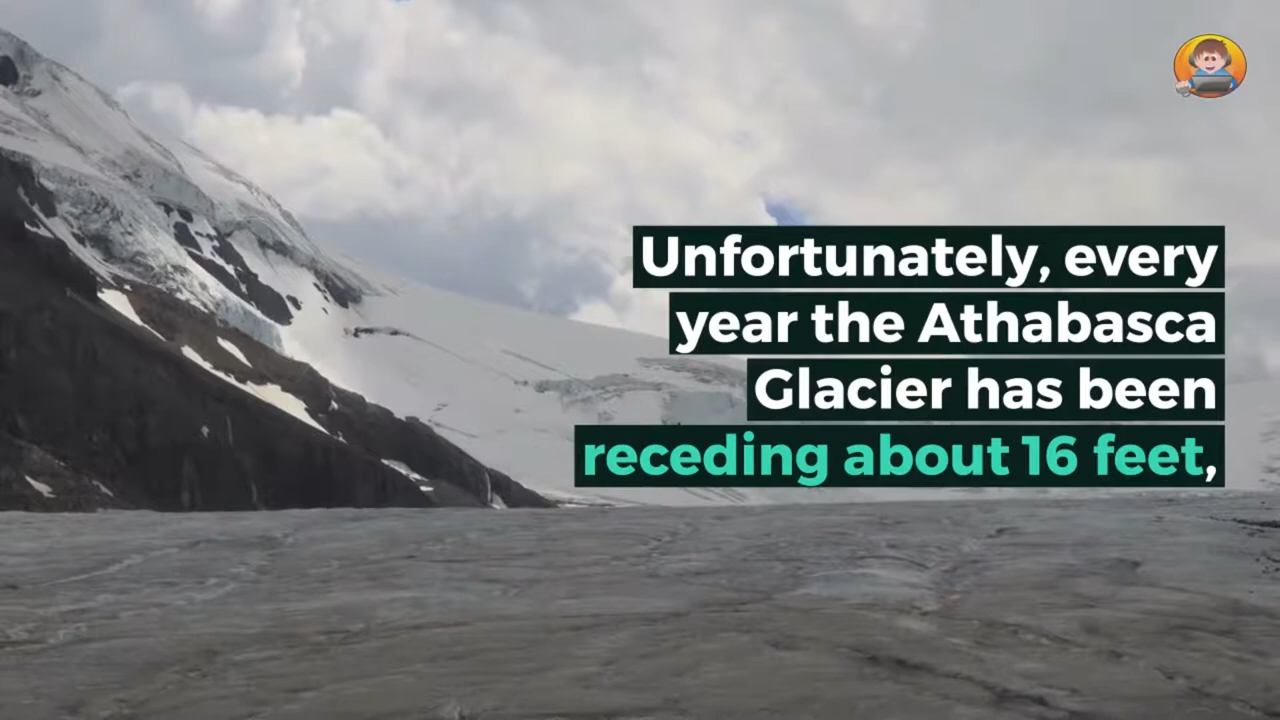 Unfortunately, every
year the Athabasca
Glacier has been
receding about 16 feet,